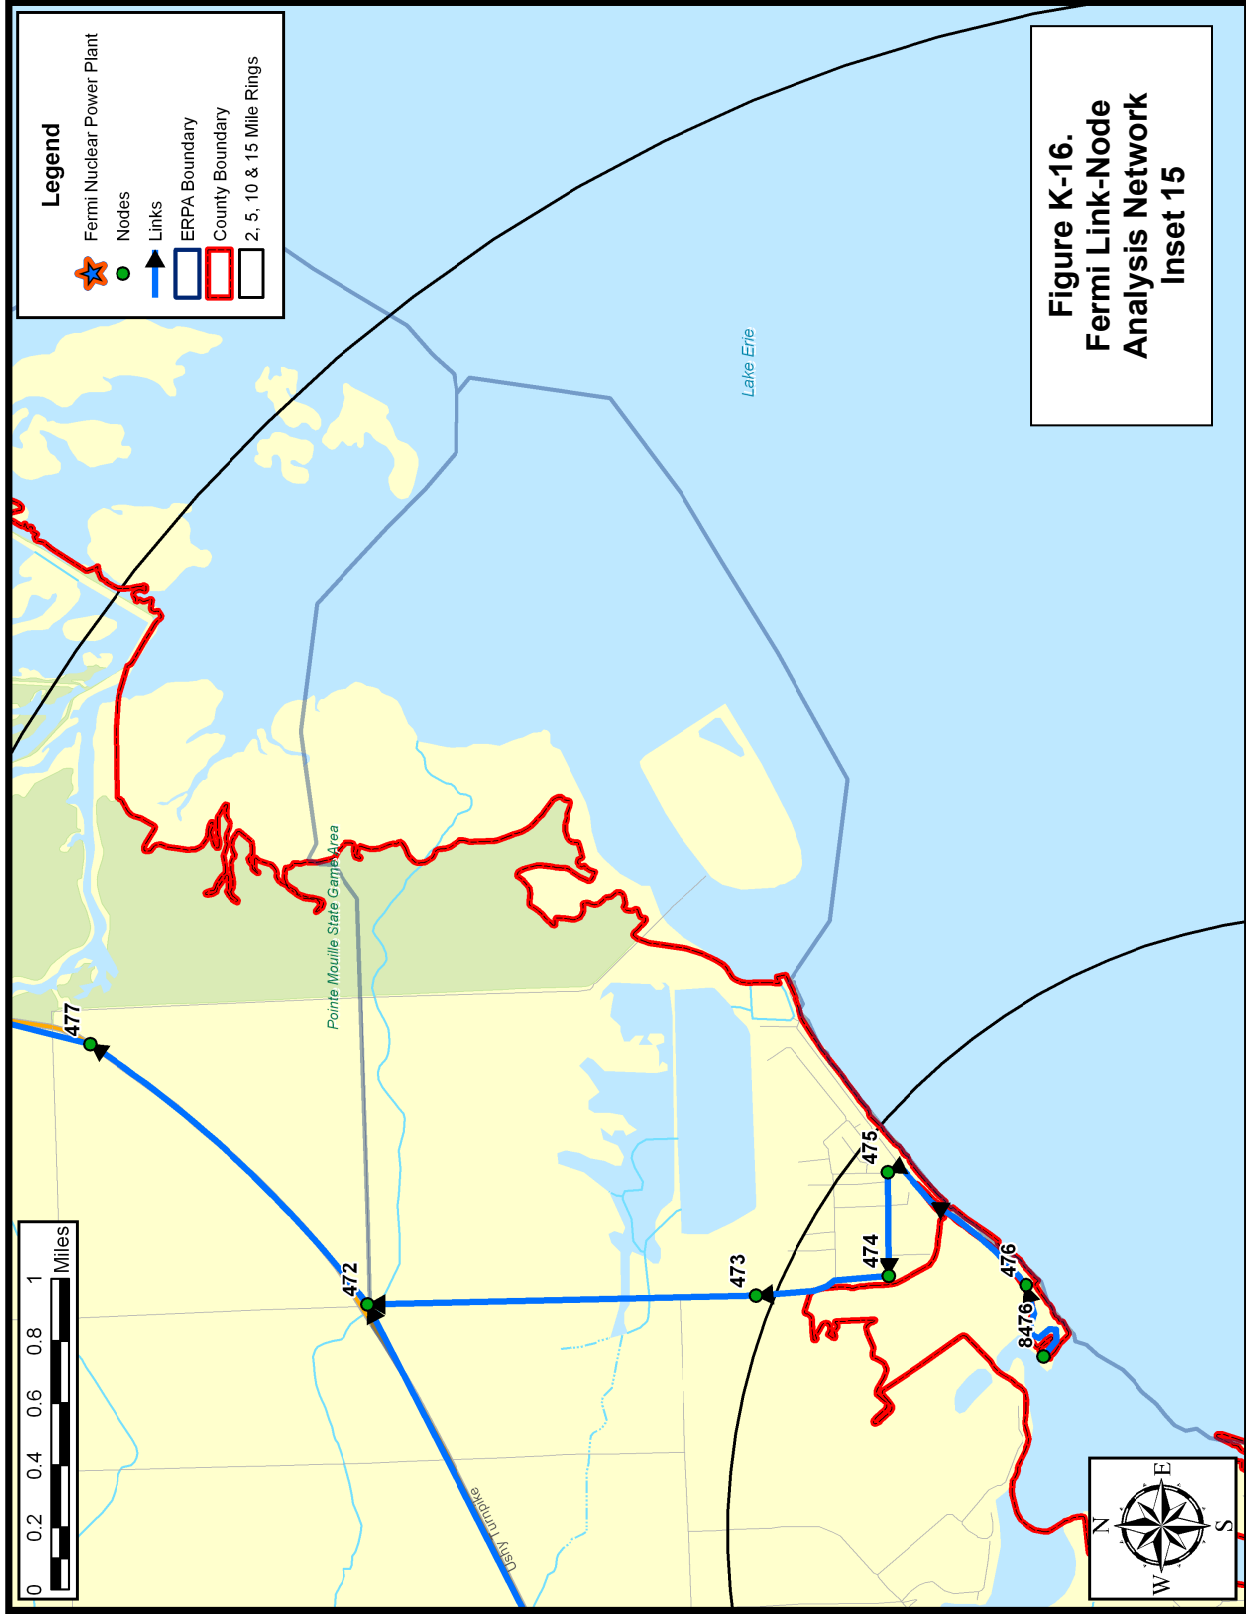 Legend
Fermi Nuclear Power Plant
Nodes
Links
ERPA Boundary
County Boundary
2, 5, 10 & 15 Mile Rings
Figure K-16.
Fermi Link-Node
Analysis Network
Inset 15
Lake Erie
Pointe Mouille State Game Area
477
472
473
474
475
476
8476
Ushy Turnpike
0 0.2 0.4 0.6 0.8 1
Miles
N
W E
S